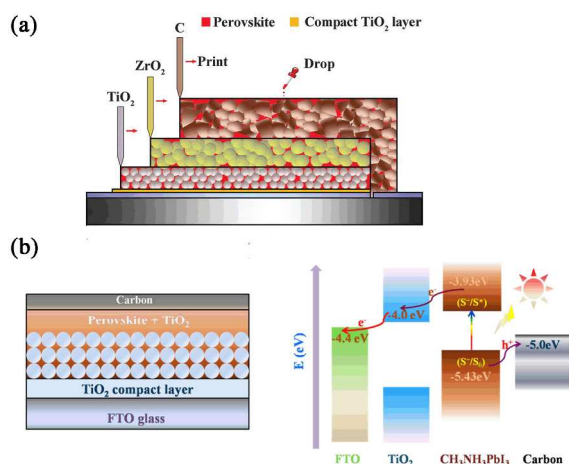 (a)
Perovskite
Compact TiO₂ layer
C
Print
Drop
ZrO₂
TiO₂
(b)
Carbon
Perovskite + TiO₂
TiO₂ compact layer
FTO glass
E (eV)
e⁻
-4.4 eV
e⁻
-4.0 eV
-3.93eV
(S⁻/S*)
(S⁻/S₀)
-5.43eV
h⁺
-5.0eV
FTO
TiO₂
CH₃NH₃PbI₃
Carbon